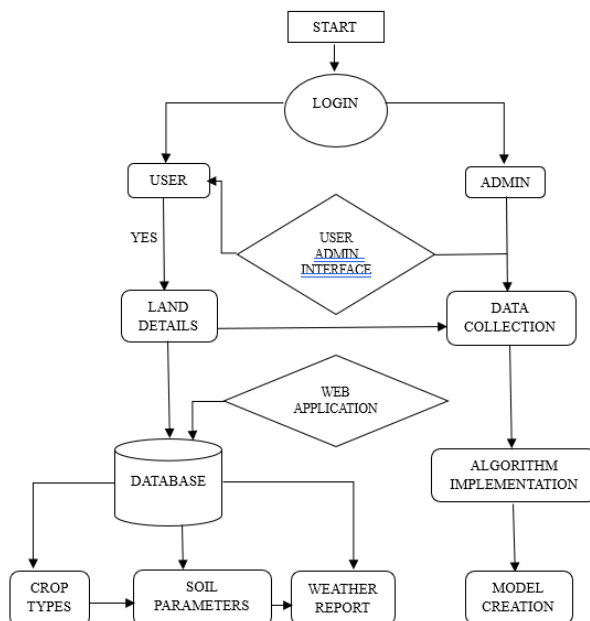 START
LOGIN
USER
ADMIN
USER
ADMIN
INTERFACE
YES
LAND
DETAILS
DATA
COLLECTION
WEB
APPLICATION
DATABASE
ALGORITHM
IMPLEMENTATION
CROP
TYPES
SOIL
PARAMETERS
WEATHER
REPORT
MODEL
CREATION